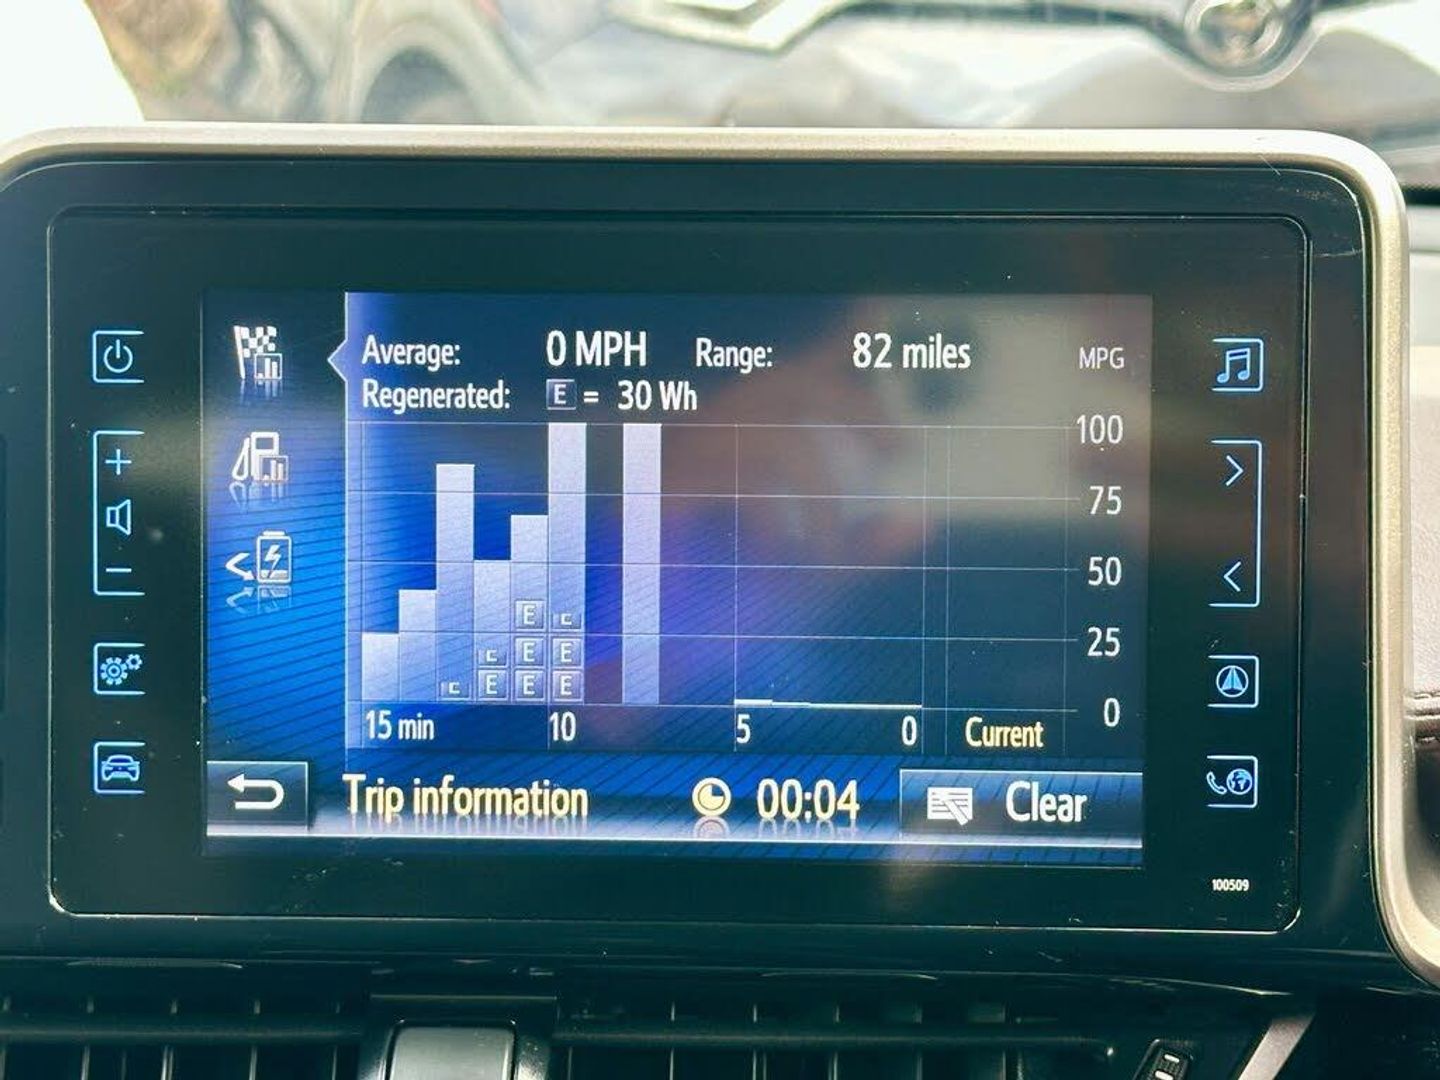 Average: 0 MPH Range: 82 miles MPG
Regenerated: E = 30 Wh
100
75
50
E c
25
c E E
c E E E
0
15 min 10 5 0 Current
Trip information 00:04 Clear
100509